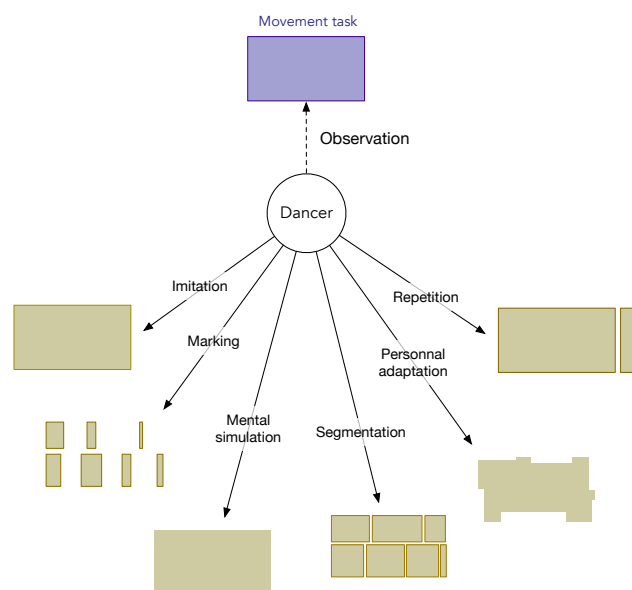 Movement task
Observation
Dancer
Imitation
Repetition
Marking
Personnal
adaptation
Mental
simulation
Segmentation